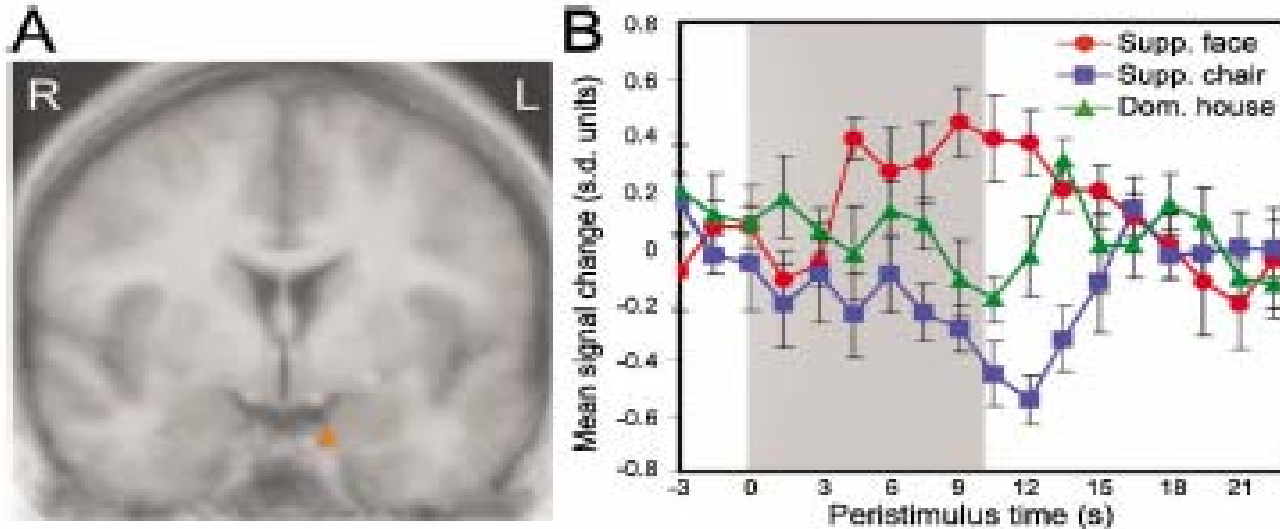 A
R
L
B
Mean signal change (s.d. units)
0.8
0.6
0.4
0.2
0
-0.2
-0.4
-0.6
-0.8
Supp. face
Supp. chair
Dom. house
-3 0 3 6 9 12 15 18 21
Peristimulus time (s)